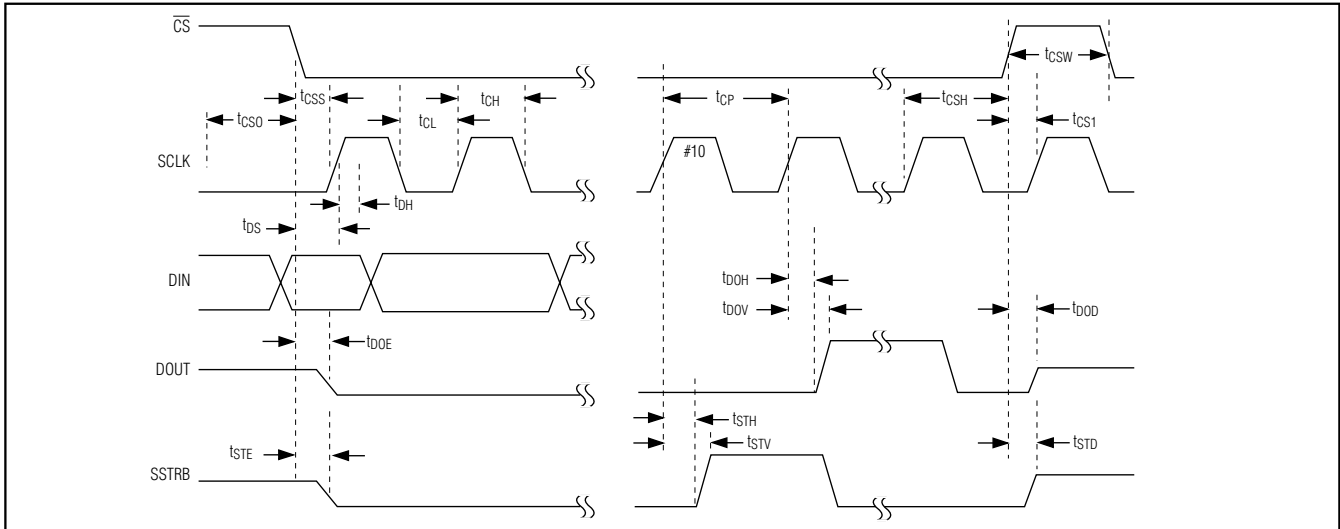 CS
tCSW
tCSS
tCH
tCP
tCSH
tCSO
tCL
tCS1
SCLK
#10
tDH
tDS
DIN
tDOH
tDOV
tDOD
tDOE
DOUT
tSTH
tSTV
tSTE
tSTD
SSTRB